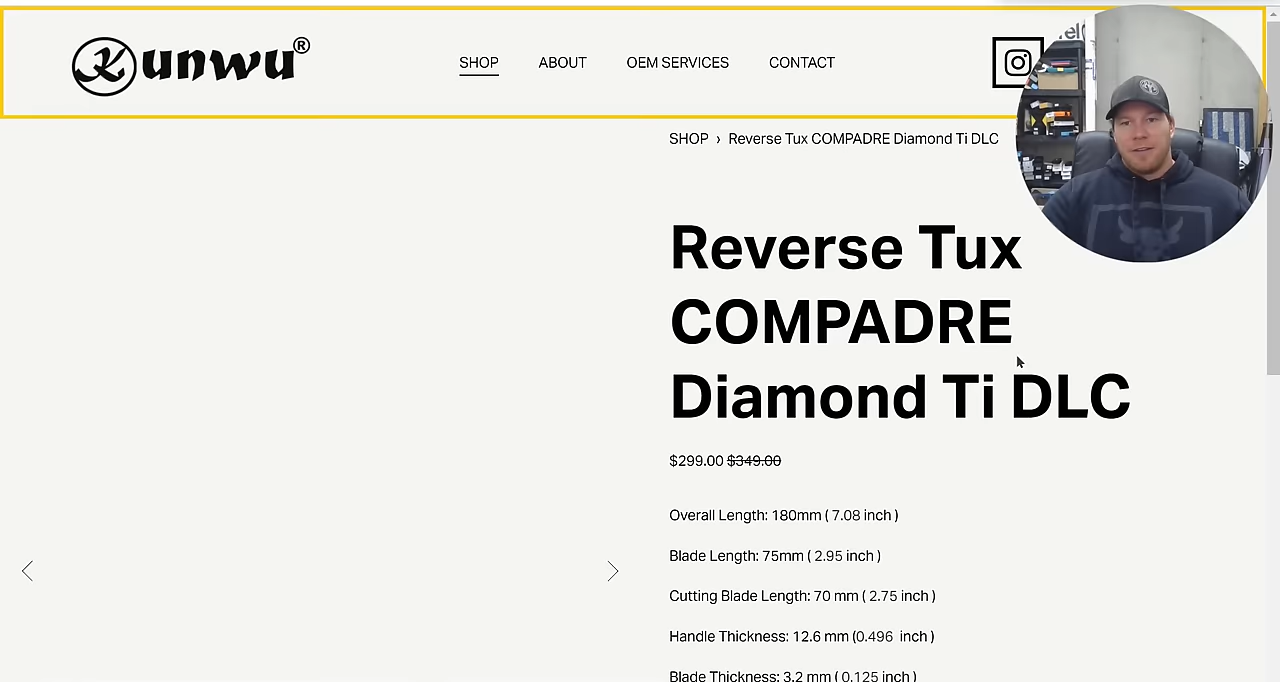 Kunwu®
SHOP
ABOUT
OEM SERVICES
CONTACT
SHOP › Reverse Tux COMPADRE Diamond Ti DLC
Reverse Tux
COMPADRE
Diamond Ti DLC
$299.00 $349.00
Overall Length: 180mm ( 7.08 inch )
Blade Length: 75mm ( 2.95 inch )
Cutting Blade Length: 70 mm ( 2.75 inch )
Handle Thickness: 12.6 mm (0.496 inch )
Blade Thickness: 3.2 mm ( 0.125 inch )